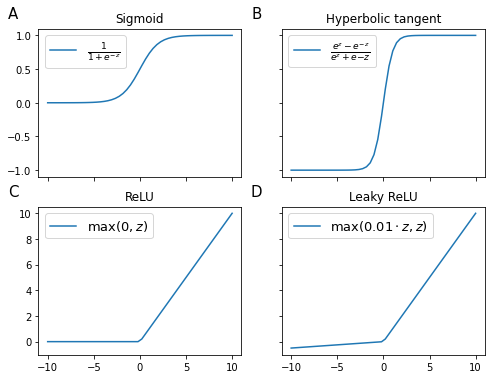 A
Sigmoid
B
Hyperbolic tangent
1.0
0.5
0.0
−0.5
−1.0
1
1+e^{−z}
e^{z}−e^{−z}
e^{z}+e−z
C
ReLU
D
Leaky ReLU
10
8
6
4
2
0
max(0, z)
max(0.01 · z, z)
−10 −5 0 5 10
−10 −5 0 5 10